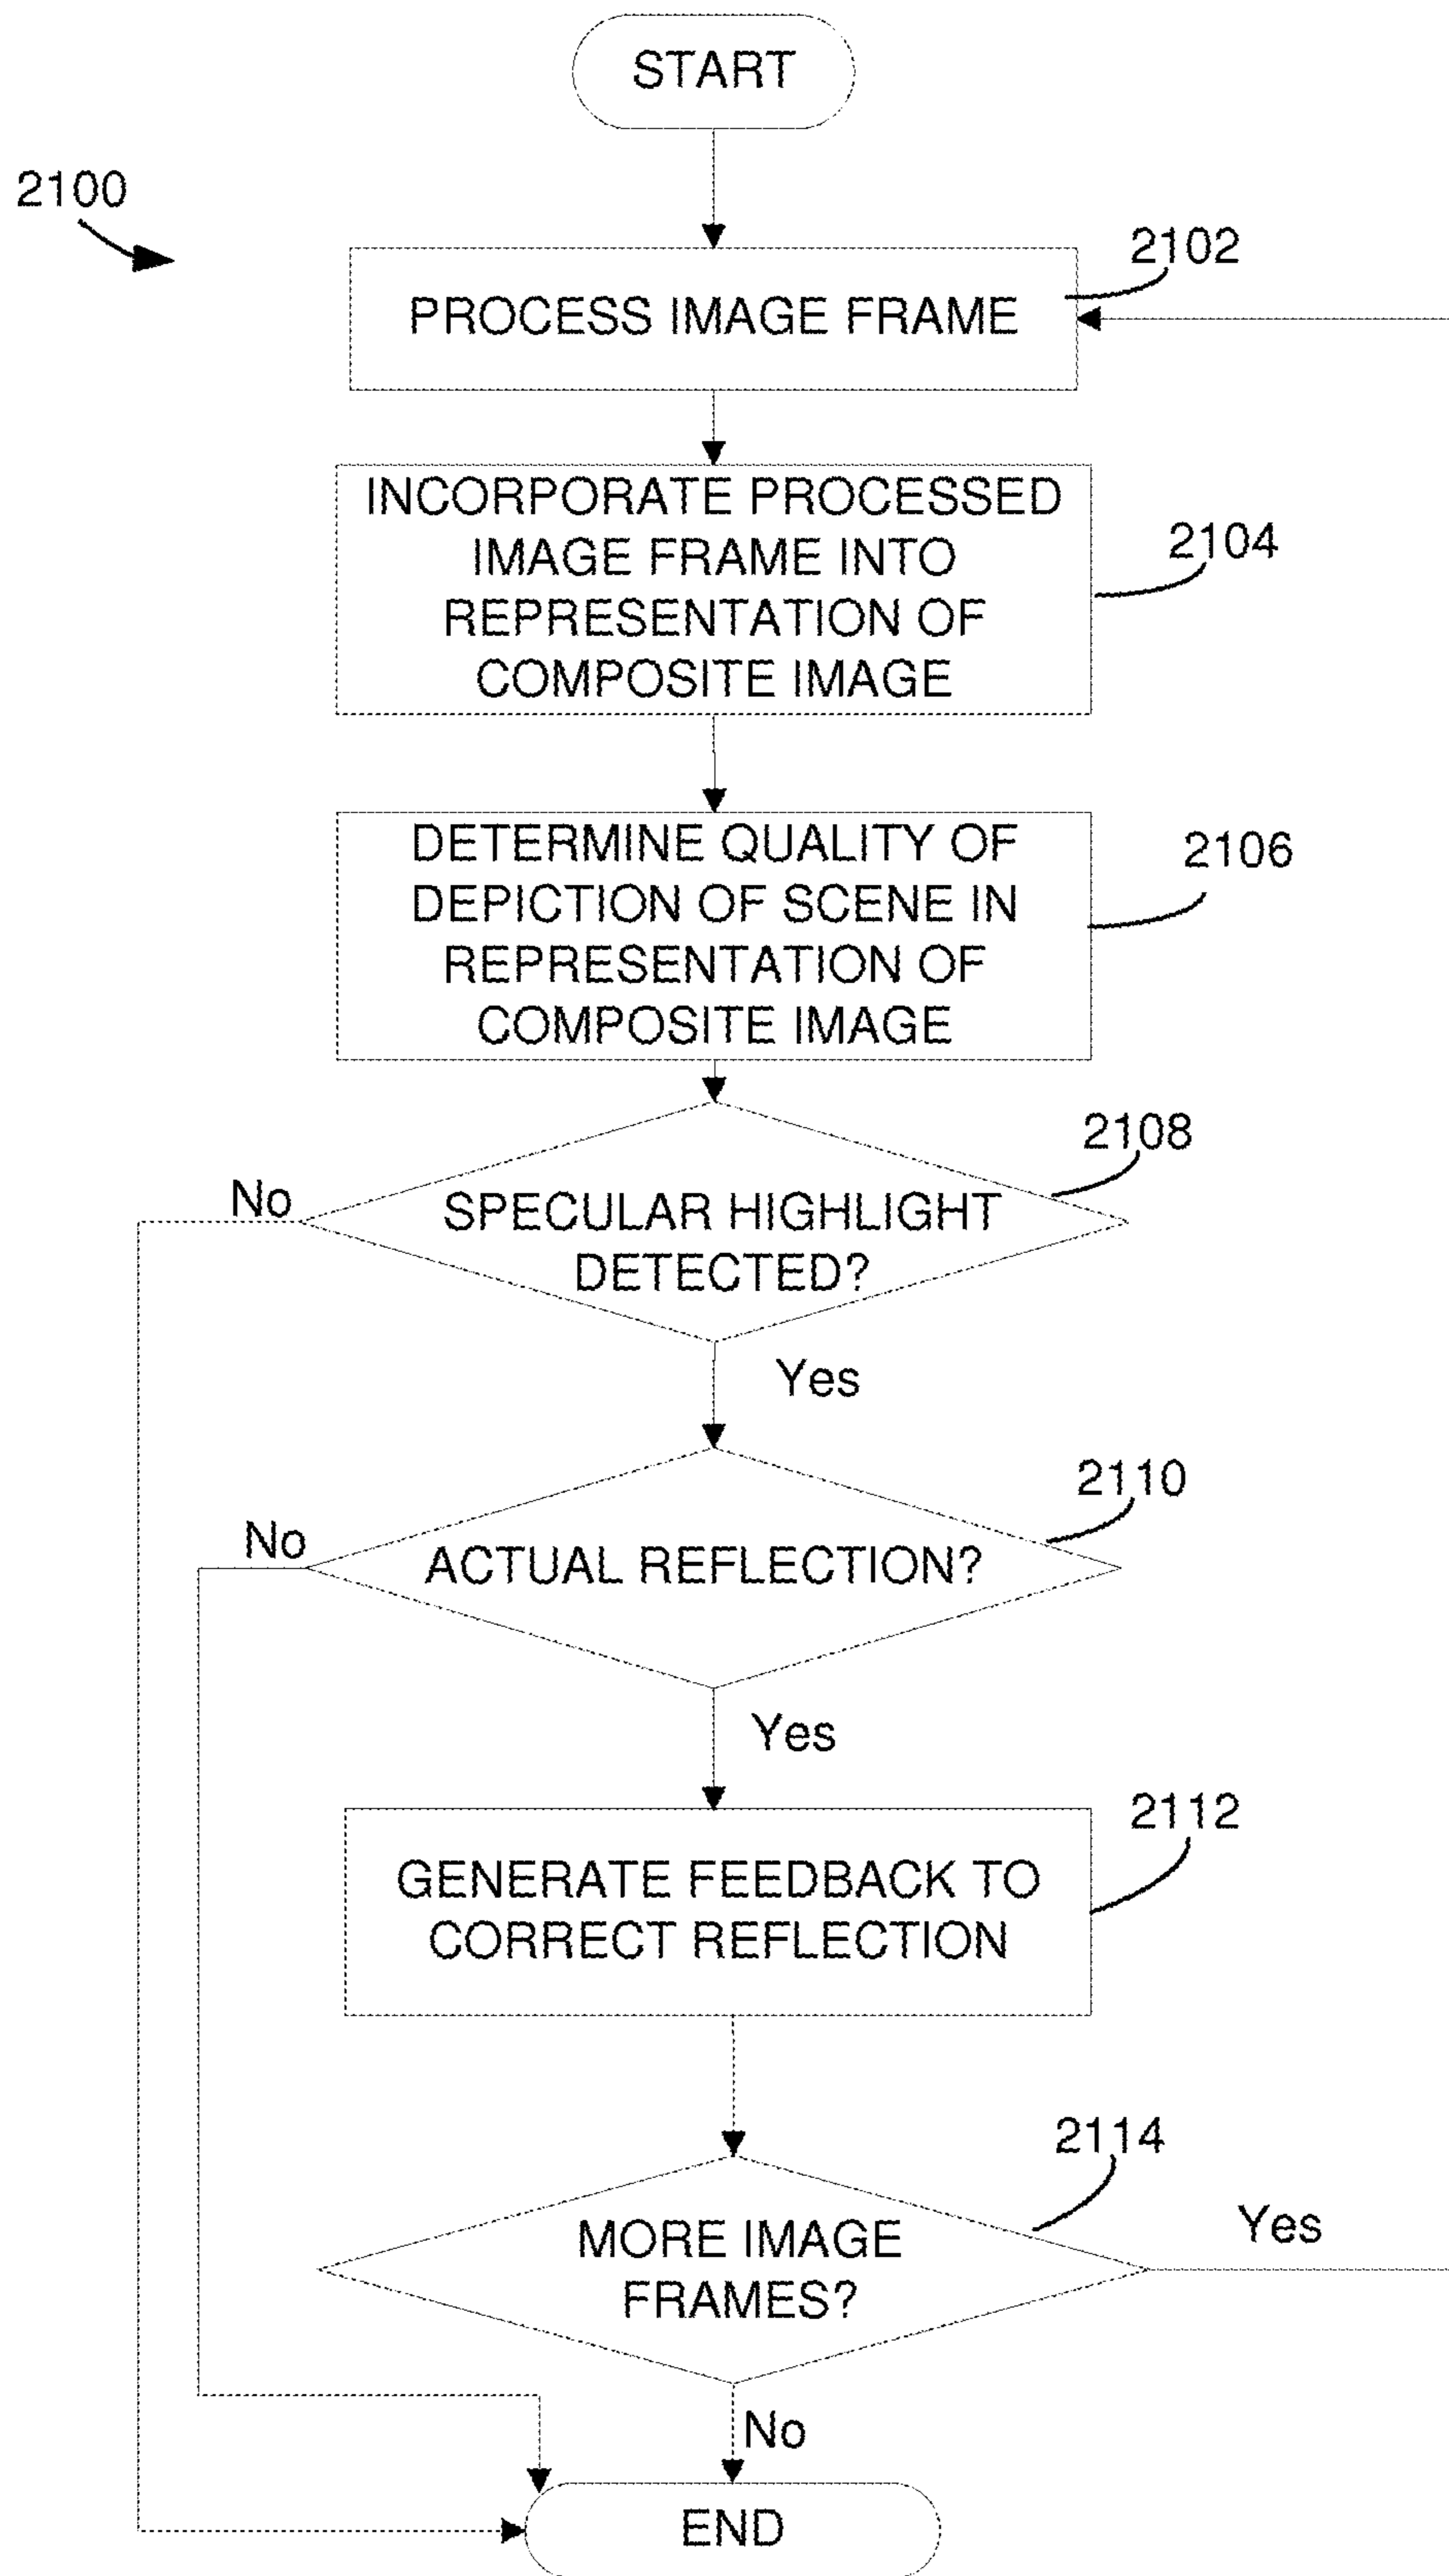 START
2100
2102
PROCESS IMAGE FRAME
INCORPORATE PROCESSED
IMAGE FRAME INTO
REPRESENTATION OF
COMPOSITE IMAGE
2104
DETERMINE QUALITY OF
DEPICTION OF SCENE IN
REPRESENTATION OF
COMPOSITE IMAGE
2106
2108
No
SPECULAR HIGHLIGHT
DETECTED?
Yes
2110
No
ACTUAL REFLECTION?
Yes
2112
GENERATE FEEDBACK TO
CORRECT REFLECTION
2114
MORE IMAGE
FRAMES?
Yes
No
END